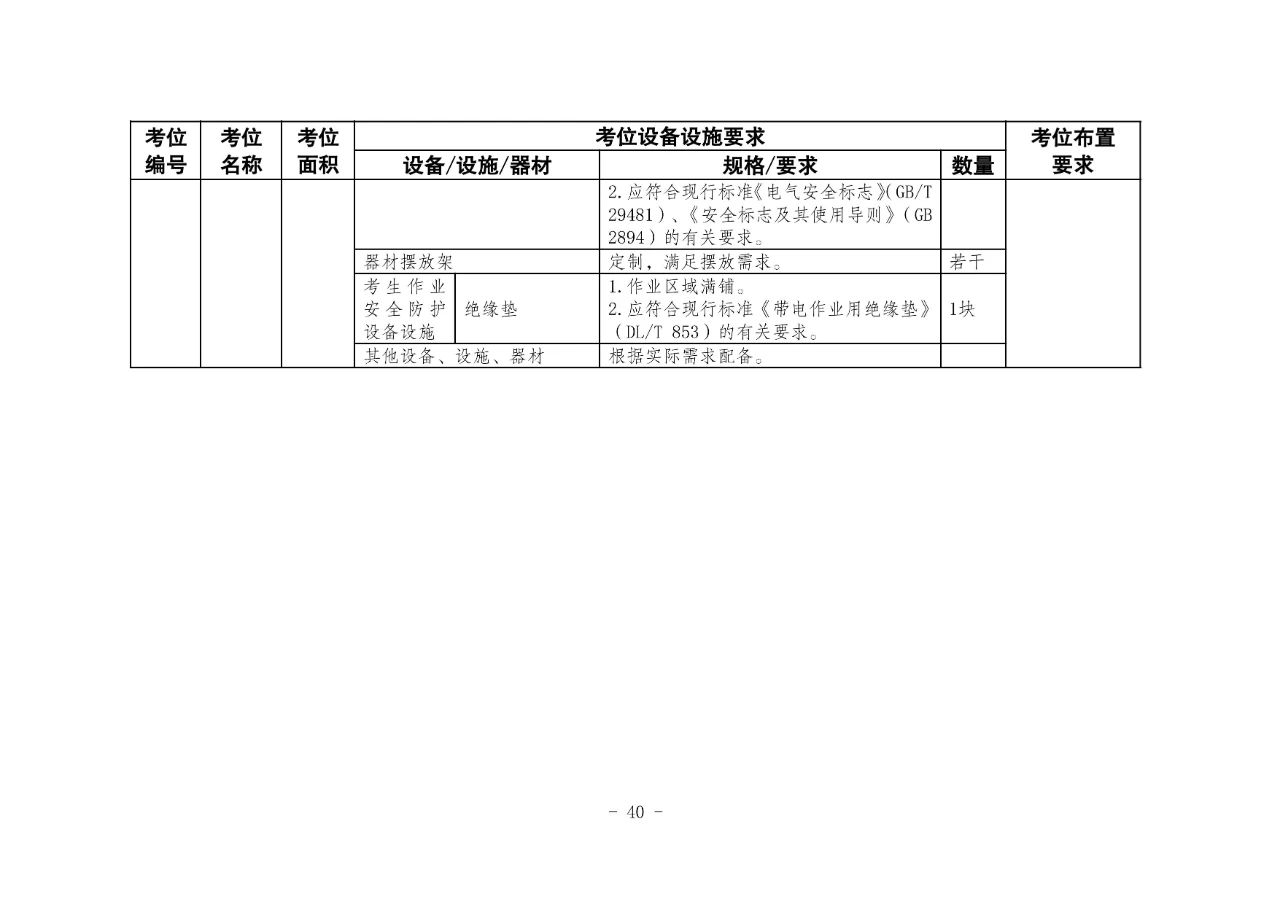 考位编号
考位名称
考位面积
考位设备设施要求
考位布置要求
设备/设施/器材
规格/要求
数量
2.应符合现行标准《电气安全标志》（GB/T
29481）、《安全标志及其使用导则》（GB
2894）的有关要求。
器材摆放架
定制，满足摆放需求。
若干
考生作业
安全防护
设备设施
绝缘垫
1.作业区域满铺。
2.应符合现行标准《带电作业用绝缘垫》
（DL/T 853）的有关要求。
1块
其他设备、设施、器材
根据实际需求配备。
- 40 -